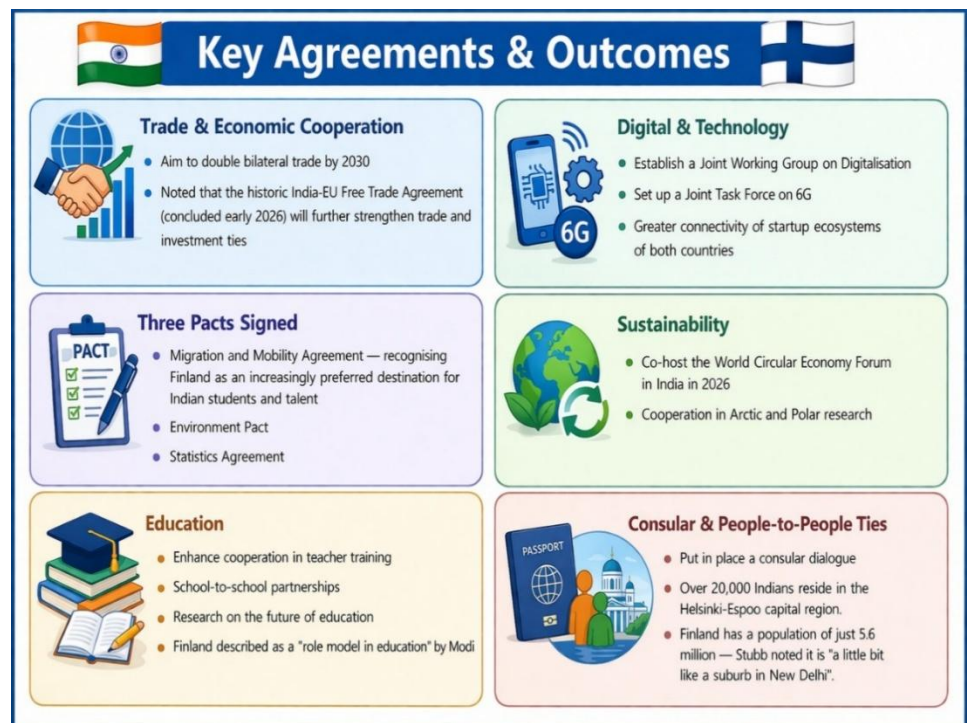 Key Agreements & Outcomes
Trade & Economic Cooperation
• Aim to double bilateral trade by 2030
• Noted that the historic India-EU Free Trade Agreement
(concluded early 2026) will further strengthen trade and
investment ties
Digital & Technology
• Establish a Joint Working Group on Digitalisation
• Set up a Joint Task Force on 6G
• Greater connectivity of startup ecosystems
of both countries
6G
Three Pacts Signed
PACT
• Migration and Mobility Agreement — recognising
Finland as an increasingly preferred destination for
Indian students and talent
• Environment Pact
• Statistics Agreement
Sustainability
• Co-host the World Circular Economy Forum
in India in 2026
• Cooperation in Arctic and Polar research
Education
• Enhance cooperation in teacher training
• School-to-school partnerships
• Research on the future of education
• Finland described as a "role model in education" by Modi
Consular & People-to-People Ties
PASSPORT
• Put in place a consular dialogue
• Over 20,000 Indians reside in the
Helsinki-Espoo capital region.
• Finland has a population of just 5.6
million — Stubb noted it is "a little bit
like a suburb in New Delhi".